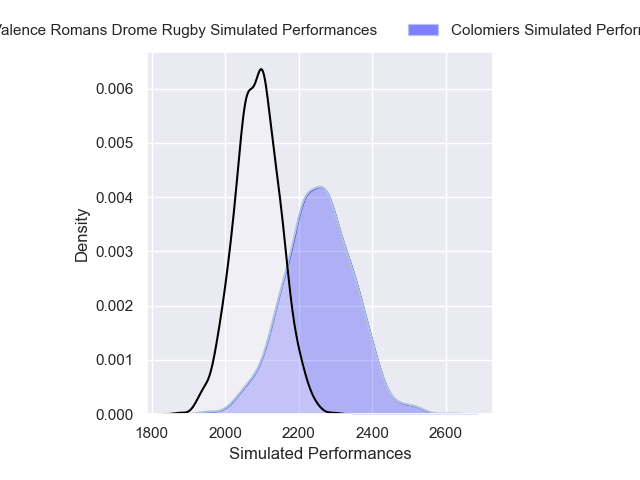 Valence Romans Drome Rugby Simulated Performances Colomiers Simulated Perfor
0.006
0.005
0.004
0.003
0.002
0.001
0.000
Density
1800 2000 2200 2400 2600
Simulated Performances